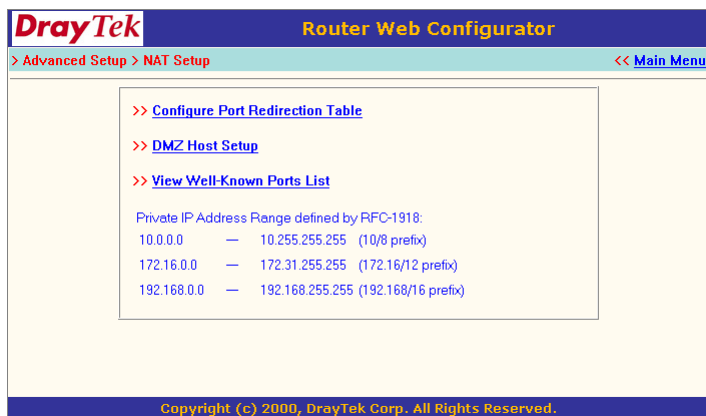 DrayTek
Router Web Configurator
> Advanced Setup > NAT Setup
<< Main Menu
>> Configure Port Redirection Table
>> DMZ Host Setup
>> View Well-Known Ports List
Private IP Address Range defined by RFC-1918:
10.0.0.0 — 10.255.255.255 (10/8 prefix)
172.16.0.0 — 172.31.255.255 (172.16/12 prefix)
192.168.0.0 — 192.168.255.255 (192.168/16 prefix)
Copyright (c) 2000, DrayTek Corp. All Rights Reserved.